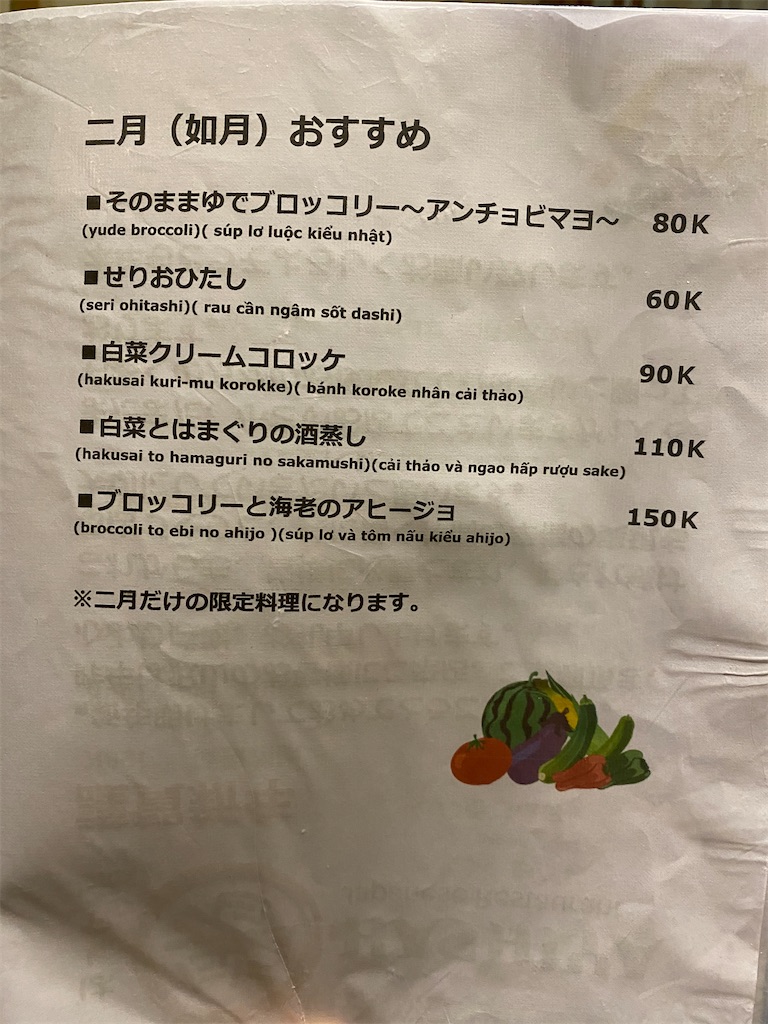 二月（如月）おすすめ
■そのままゆでブロッコリー～アンチョビマヨ～ 80K
(yude broccoli)( súp lơ luộc kiểu nhật)
■せりおひたし 60K
(seri ohitashi)( rau cần ngâm sốt dashi)
■白菜クリームコロッケ 90K
(hakusai kuri-mu korokke)( bánh koroke nhân cải thảo)
■白菜とはまぐりの酒蒸し 110K
(hakusai to hamaguri no sakamushi)(cải thảo và ngao hấp rượu sake)
■ブロッコリーと海老のアヒージョ 150K
(broccoli to ebi no ahijo )(súp lơ và tôm nấu kiểu ahijo)
※二月だけの限定料理になります。